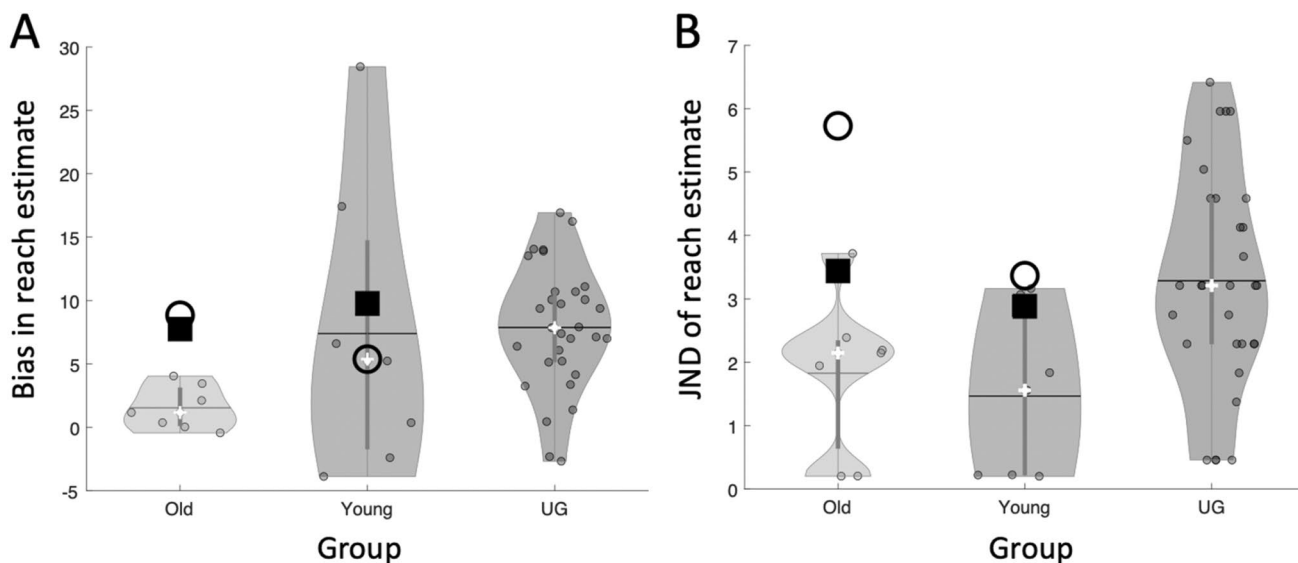 A
Bias in reach estimate
30
25
20
15
10
5
0
-5
Old Young UG
Group
B
JND of reach estimate
7
6
5
4
3
2
1
0
Old Young UG
Group